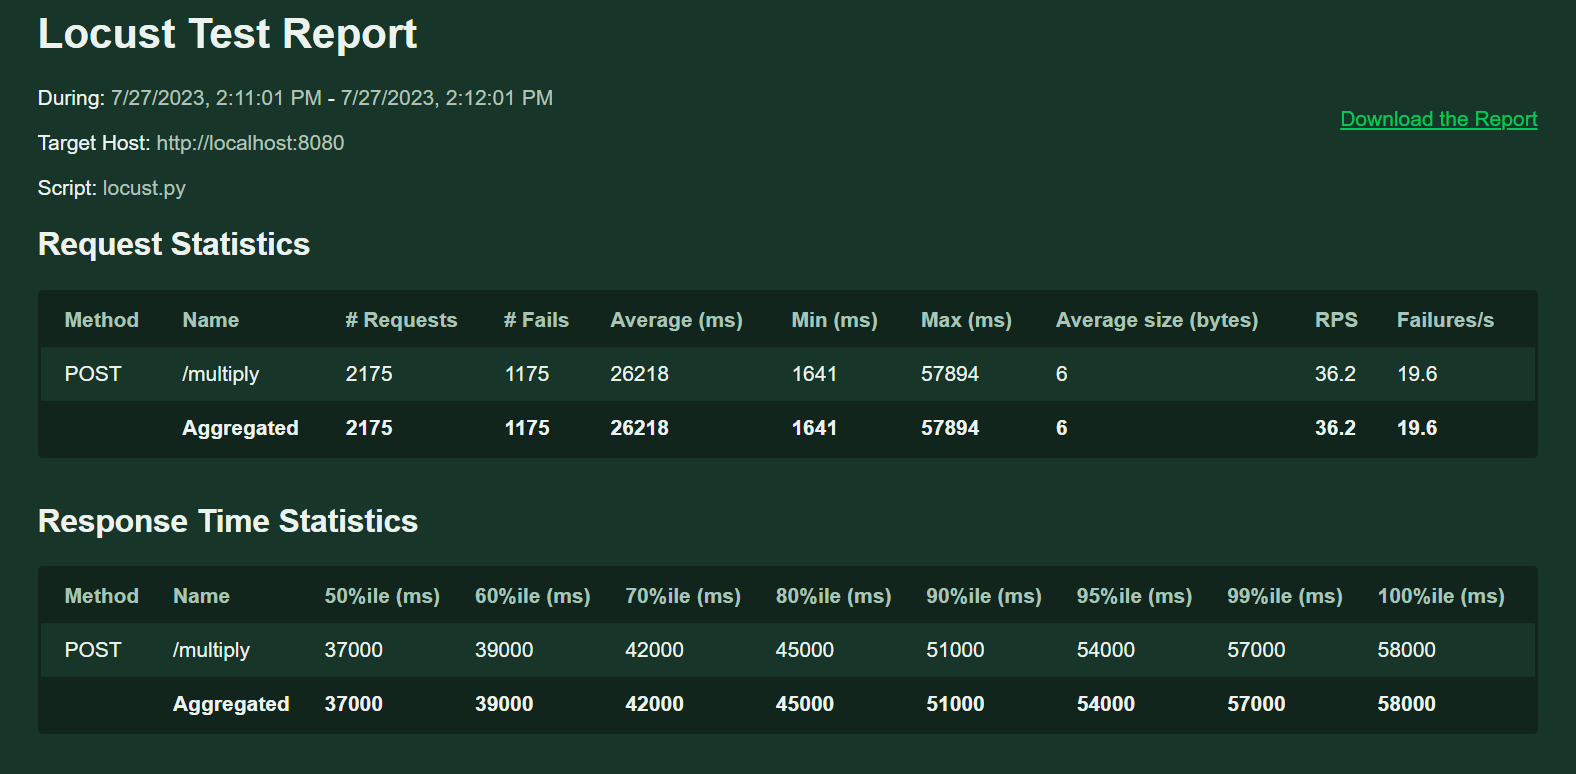 Locust Test Report
During: 7/27/2023, 2:11:01 PM - 7/27/2023, 2:12:01 PM
Download the Report
Target Host: http://localhost:8080
Script: locust.py
Request Statistics
Method Name # Requests # Fails Average (ms) Min (ms) Max (ms) Average size (bytes) RPS Failures/s
POST /multiply 2175 1175 26218 1641 57894 6 36.2 19.6
Aggregated 2175 1175 26218 1641 57894 6 36.2 19.6
Response Time Statistics
Method Name 50%ile (ms) 60%ile (ms) 70%ile (ms) 80%ile (ms) 90%ile (ms) 95%ile (ms) 99%ile (ms) 100%ile (ms)
POST /multiply 37000 39000 42000 45000 51000 54000 57000 58000
Aggregated 37000 39000 42000 45000 51000 54000 57000 58000